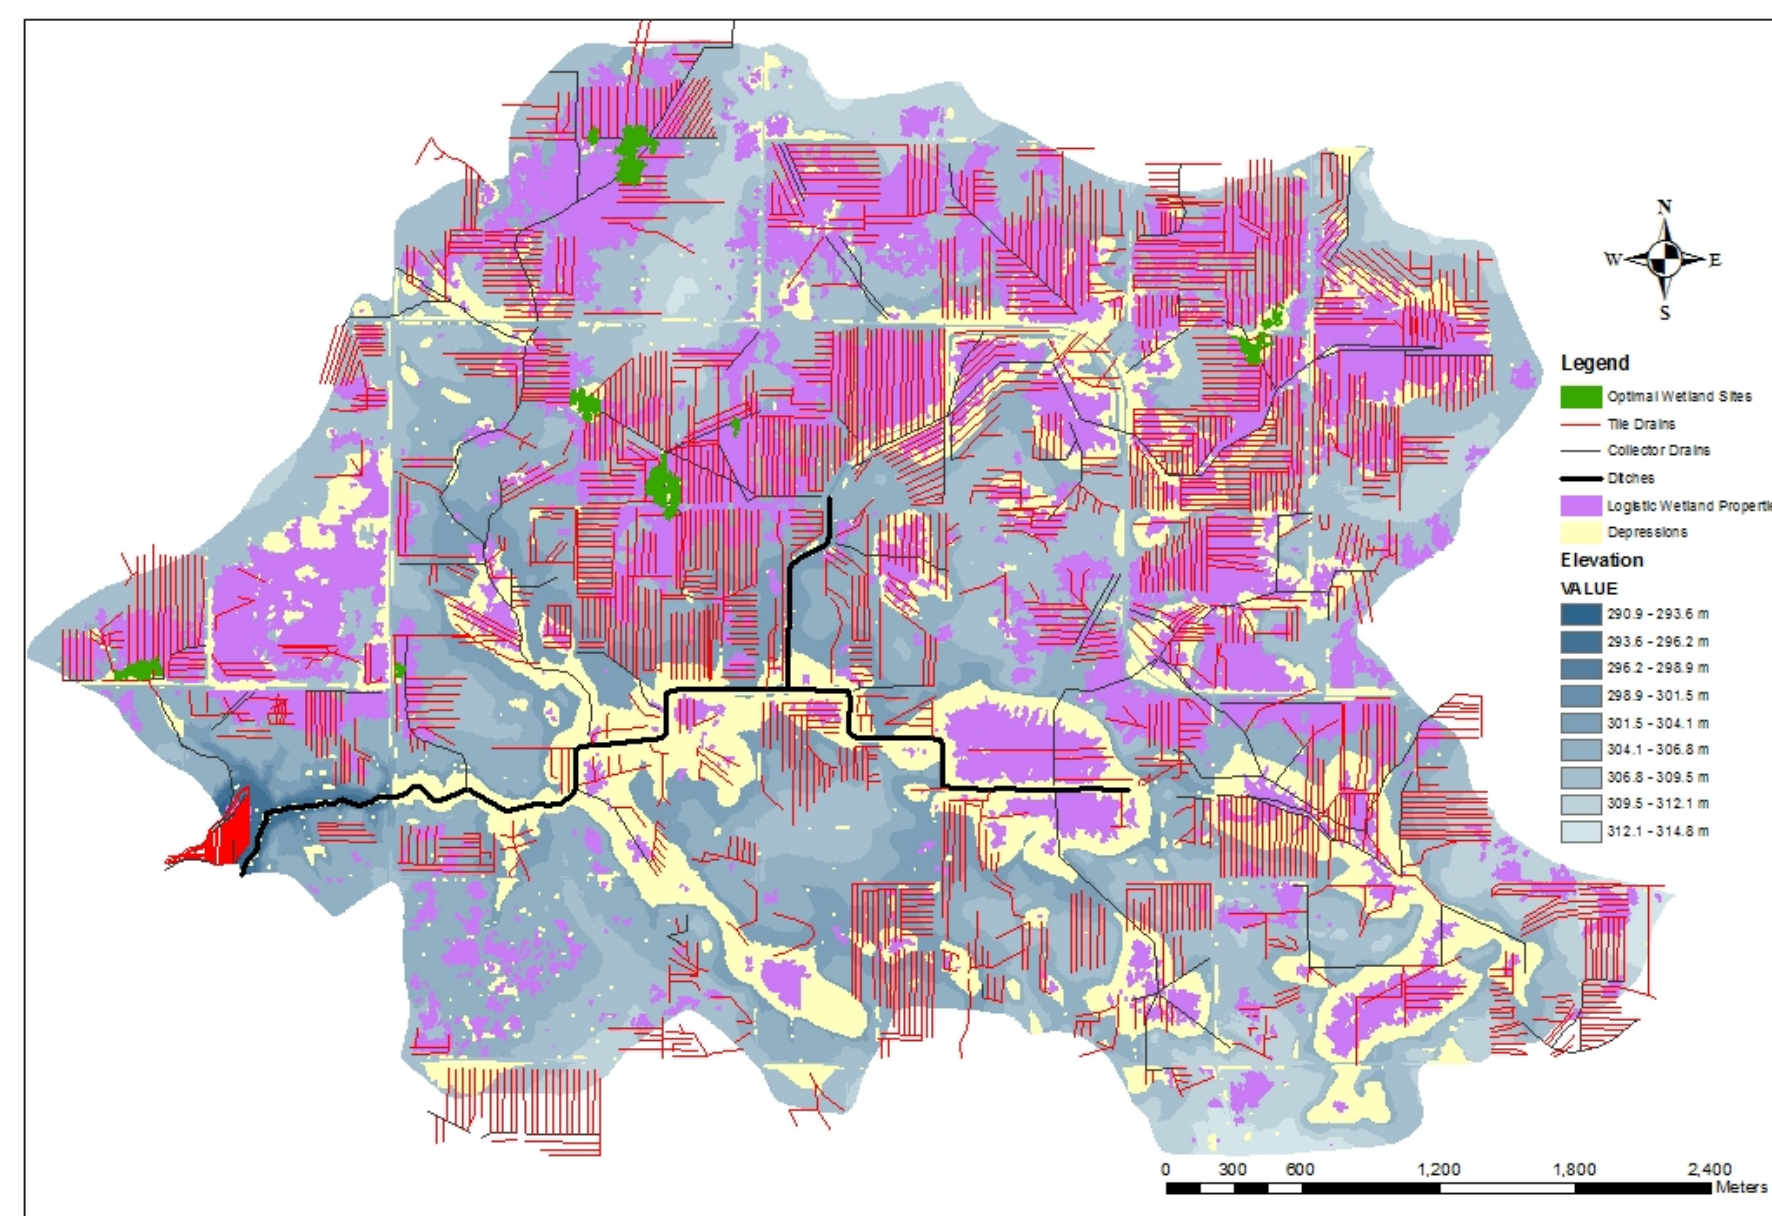 N
W E
S
Legend
Optimal Wetland Sites
Tile Drains
Collector Drains
Ditches
Logistic Wetland Propertie
Depressions
Elevation
VALUE
290.9 - 293.6 m
293.6 - 296.2 m
296.2 - 298.9 m
298.9 - 301.5 m
301.5 - 304.1 m
304.1 - 306.8 m
306.8 - 309.5 m
309.5 - 312.1 m
312.1 - 314.8 m
0 300 600 1,200 1,800 2,400
Meters